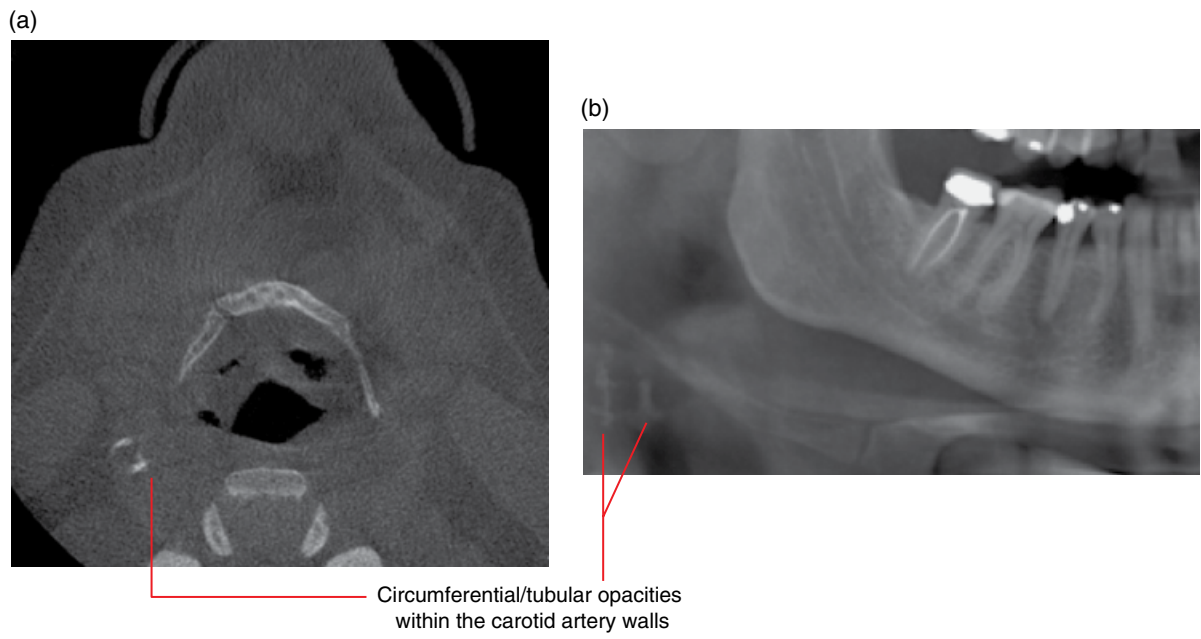 (a)
(b)
Circumferential/tubular opacities
within the carotid artery walls